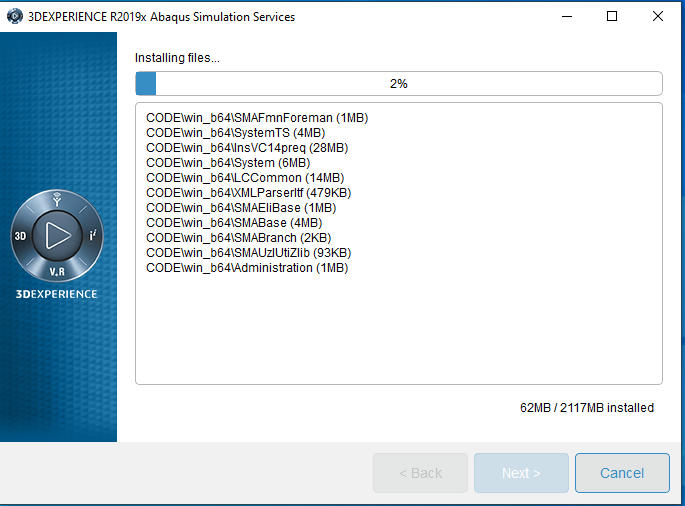 3DEXPERIENCE R2019x Abaqus Simulation Services
Installing files...
2%
CODE\win_b64\SMAFmnForeman (1MB)
CODE\win_b64\SystemTS (4MB)
CODE\win_b64\InsVC14preq (28MB)
CODE\win_b64\System (6MB)
CODE\win_b64\LCCommon (14MB)
CODE\win_b64\XMLParserItf (479KB)
CODE\win_b64\SMAEliBase (1MB)
CODE\win_b64\SMABase (4MB)
CODE\win_b64\SMABranch (2KB)
CODE\win_b64\SMAUzlUtiZlib (93KB)
CODE\win_b64\Administration (1MB)
3D
i²
V.R
3DEXPERIENCE
62MB / 2117MB installed
< Back
Next >
Cancel